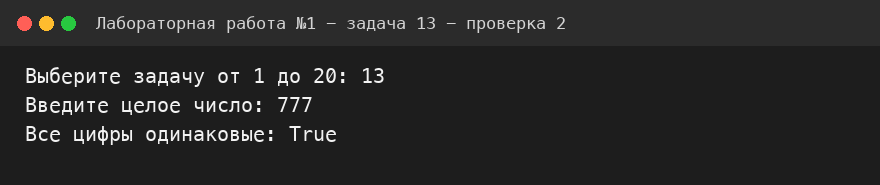 Лабораторная работа №1 — задача 13 — проверка 2
Выберите задачу от 1 до 20: 13
Введите целое число: 777
Все цифры одинаковые: True